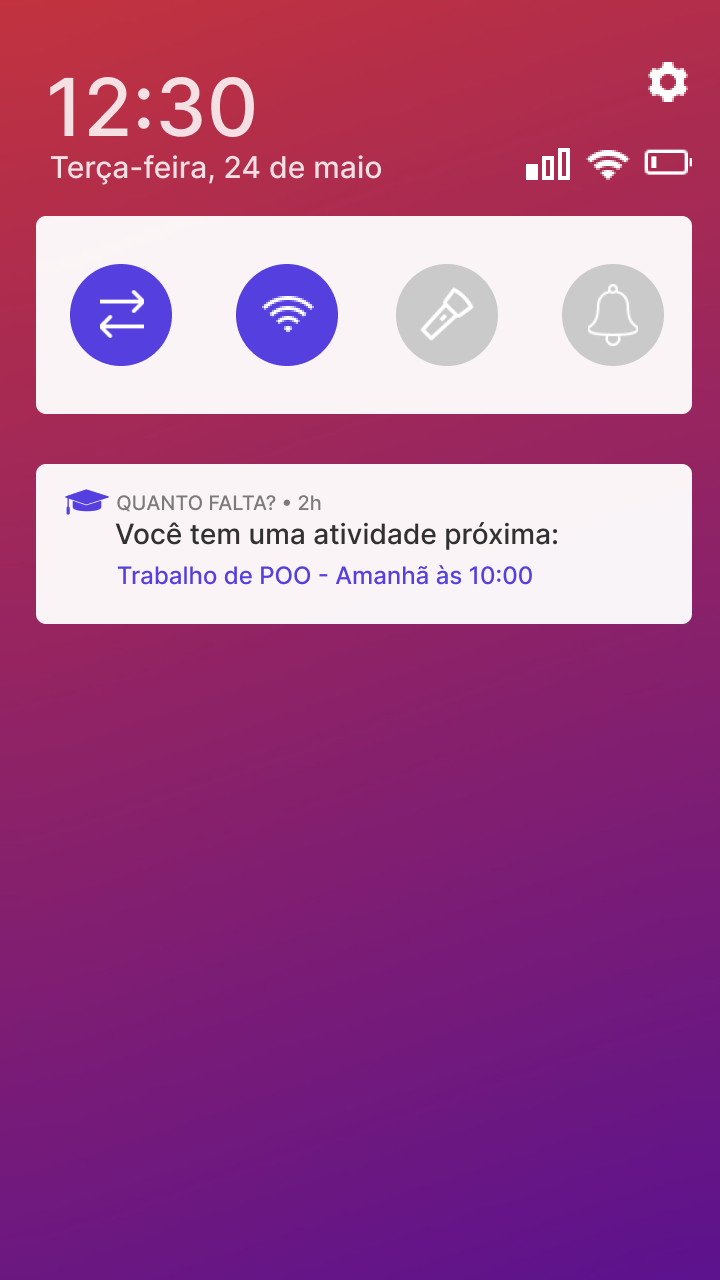 12:30
Terça-feira, 24 de maio
QUANTO FALTA? • 2h
Você tem uma atividade próxima:
Trabalho de POO - Amanhã às 10:00